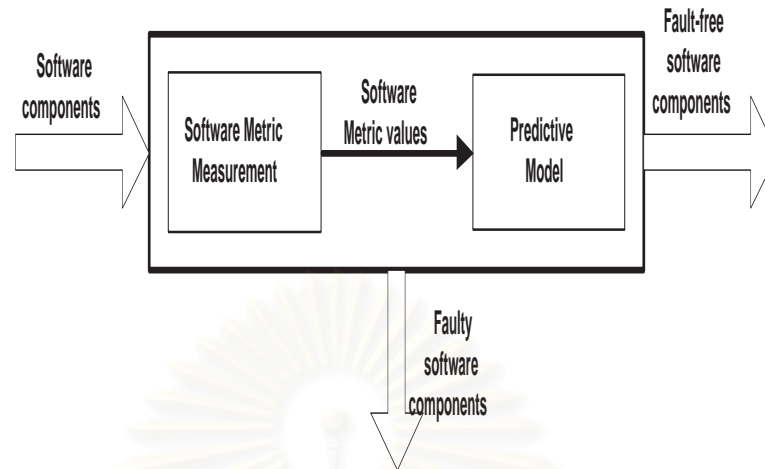 Software
components
Software Metric
Measurement
Software
Metric values
Predictive
Model
Fault-free
software
components
Faulty
software
components